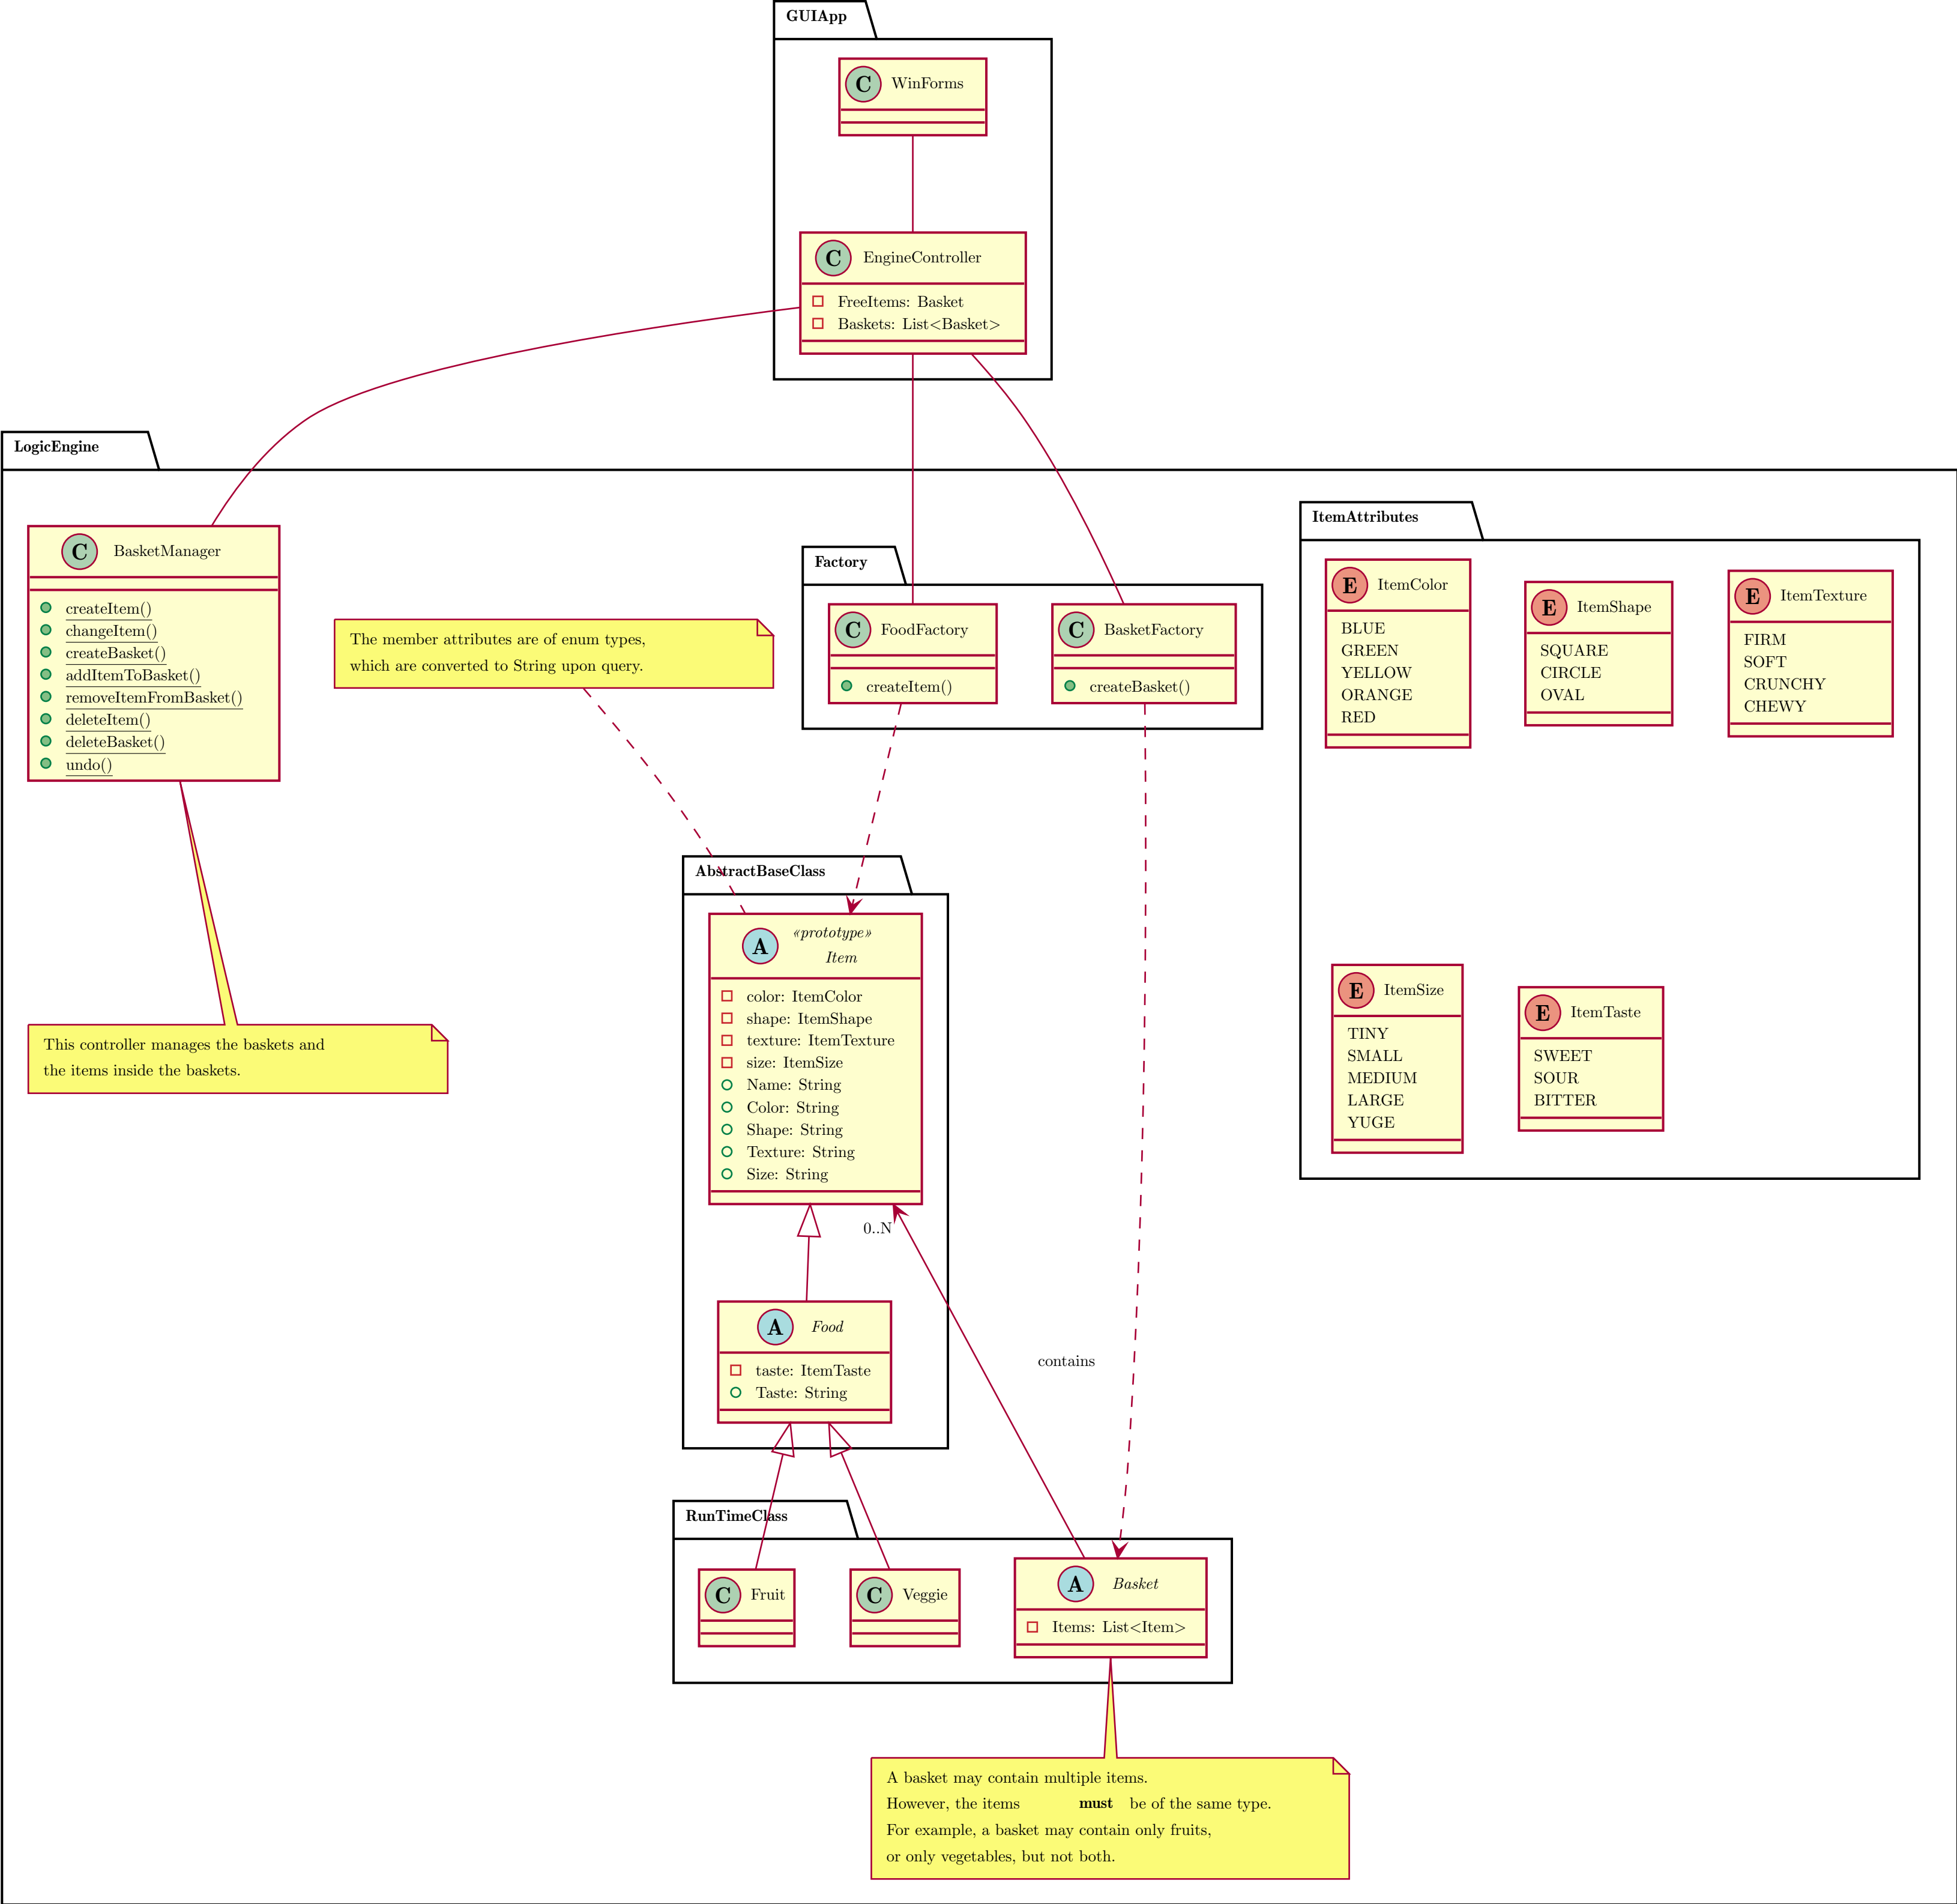 GUIApp
C WinForms
C EngineController
FreeItems: Basket
Baskets: List<Basket>
LogicEngine
C BasketManager
createItem()
changeItem()
createBasket()
addItemToBasket()
removeItemFromBasket()
deleteItem()
deleteBasket()
undo()
The member attributes are of enum types,
which are converted to String upon query.
Factory
C FoodFactory
createItem()
C BasketFactory
createBasket()
ItemAttributes
E ItemColor
BLUE
GREEN
YELLOW
ORANGE
RED
E ItemShape
SQUARE
CIRCLE
OVAL
E ItemTexture
FIRM
SOFT
CRUNCHY
CHEWY
This controller manages the baskets and
the items inside the baskets.
AbstractBaseClass
A «prototype»
Item
color: ItemColor
shape: ItemShape
texture: ItemTexture
size: ItemSize
Name: String
Color: String
Shape: String
Texture: String
Size: String
E ItemSize
TINY
SMALL
MEDIUM
LARGE
YUGE
E ItemTaste
SWEET
SOUR
BITTER
0..N
contains
A Food
taste: ItemTaste
Taste: String
RunTimeClass
C Fruit
C Veggie
A Basket
Items: List<Item>
A basket may contain multiple items.
However, the items must be of the same type.
For example, a basket may contain only fruits,
or only vegetables, but not both.